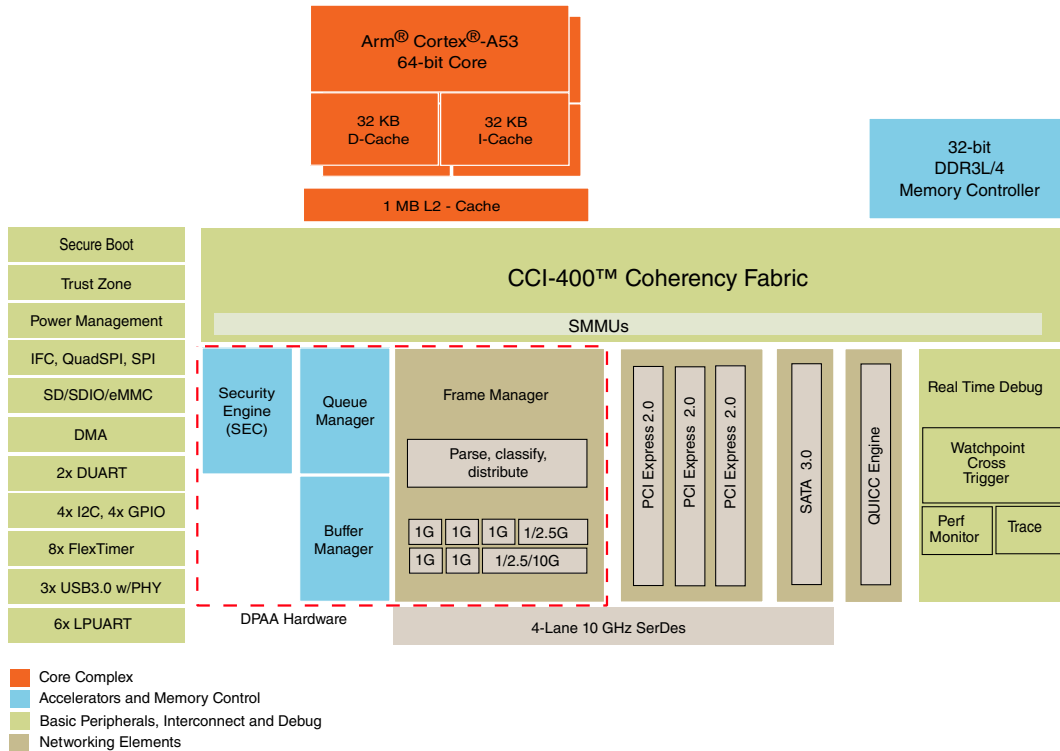 Arm® Cortex®-A53
64-bit Core
32 KB
D-Cache
32 KB
I-Cache
1 MB L2 - Cache
32-bit
DDR3L/4
Memory Controller
Secure Boot
Trust Zone
Power Management
IFC, QuadSPI, SPI
SD/SDIO/eMMC
DMA
2x DUART
4x I2C, 4x GPIO
8x FlexTimer
3x USB3.0 w/PHY
6x LPUART
CCI-400™ Coherency Fabric
SMMUs
Security
Engine
(SEC)
Queue
Manager
Buffer
Manager
Frame Manager
Parse, classify,
distribute
1G
1G
1G
1/2.5G
1G
1G
1/2.5/10G
DPAA Hardware
PCI Express 2.0
PCI Express 2.0
PCI Express 2.0
SATA 3.0
QUICC Engine
4-Lane 10 GHz SerDes
Real Time Debug
Watchpoint
Cross
Trigger
Perf
Monitor
Trace
Core Complex
Accelerators and Memory Control
Basic Peripherals, Interconnect and Debug
Networking Elements